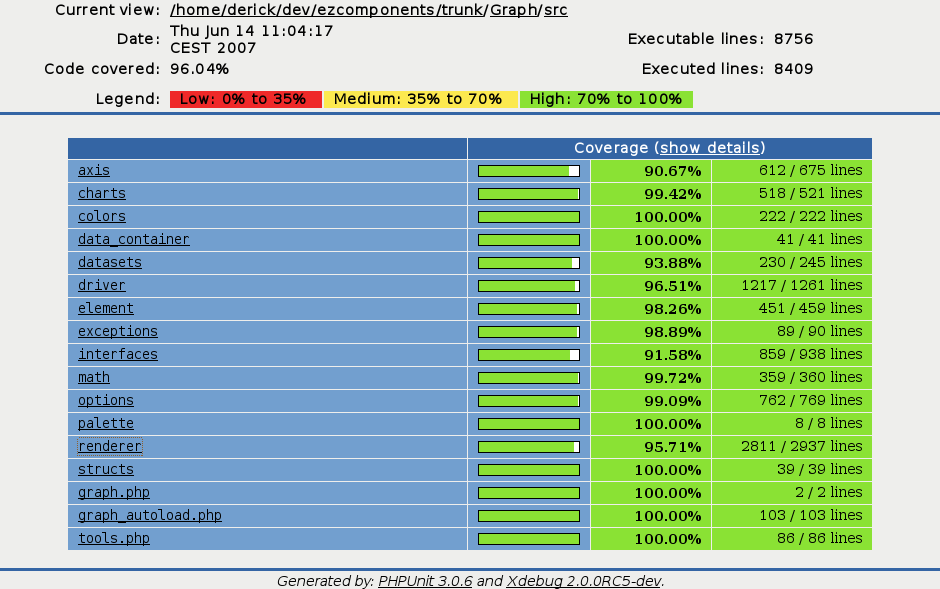 Current view: /home/derick/dev/ezcomponents/trunk/Graph/src
Date: Thu Jun 14 11:04:17 CEST 2007
Executable lines: 8756
Code covered: 96.04%
Executed lines: 8409
Legend: Low: 0% to 35% Medium: 35% to 70% High: 70% to 100%
Coverage (show details)
axis 90.67% 612 / 675 lines
charts 99.42% 518 / 521 lines
colors 100.00% 222 / 222 lines
data_container 100.00% 41 / 41 lines
datasets 93.88% 230 / 245 lines
driver 96.51% 1217 / 1261 lines
element 98.26% 451 / 459 lines
exceptions 98.89% 89 / 90 lines
interfaces 91.58% 859 / 938 lines
math 99.72% 359 / 360 lines
options 99.09% 762 / 769 lines
palette 100.00% 8 / 8 lines
renderer 95.71% 2811 / 2937 lines
structs 100.00% 39 / 39 lines
graph.php 100.00% 2 / 2 lines
graph_autoload.php 100.00% 103 / 103 lines
tools.php 100.00% 86 / 86 lines
Generated by: PHPUnit 3.0.6 and Xdebug 2.0.0RC5-dev.